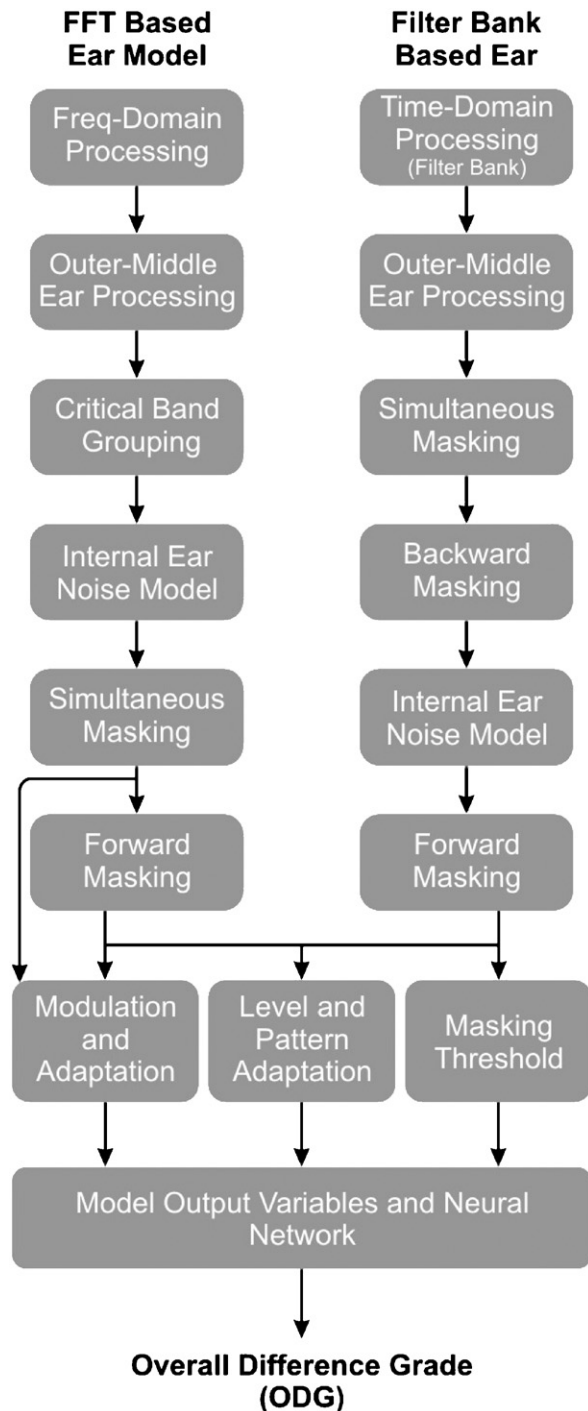 FFT Based
Ear Model
Filter Bank
Based Ear
Freq-Domain
Processing
Time-Domain
Processing
(Filter Bank)
Outer-Middle
Ear Processing
Outer-Middle
Ear Processing
Critical Band
Grouping
Simultaneous
Masking
Internal Ear
Noise Model
Backward
Masking
Simultaneous
Masking
Internal Ear
Noise Model
Forward
Masking
Forward
Masking
Modulation
and
Adaptation
Level and
Pattern
Adaptation
Masking
Threshold
Model Output Variables and Neural
Network
Overall Difference Grade
(ODG)